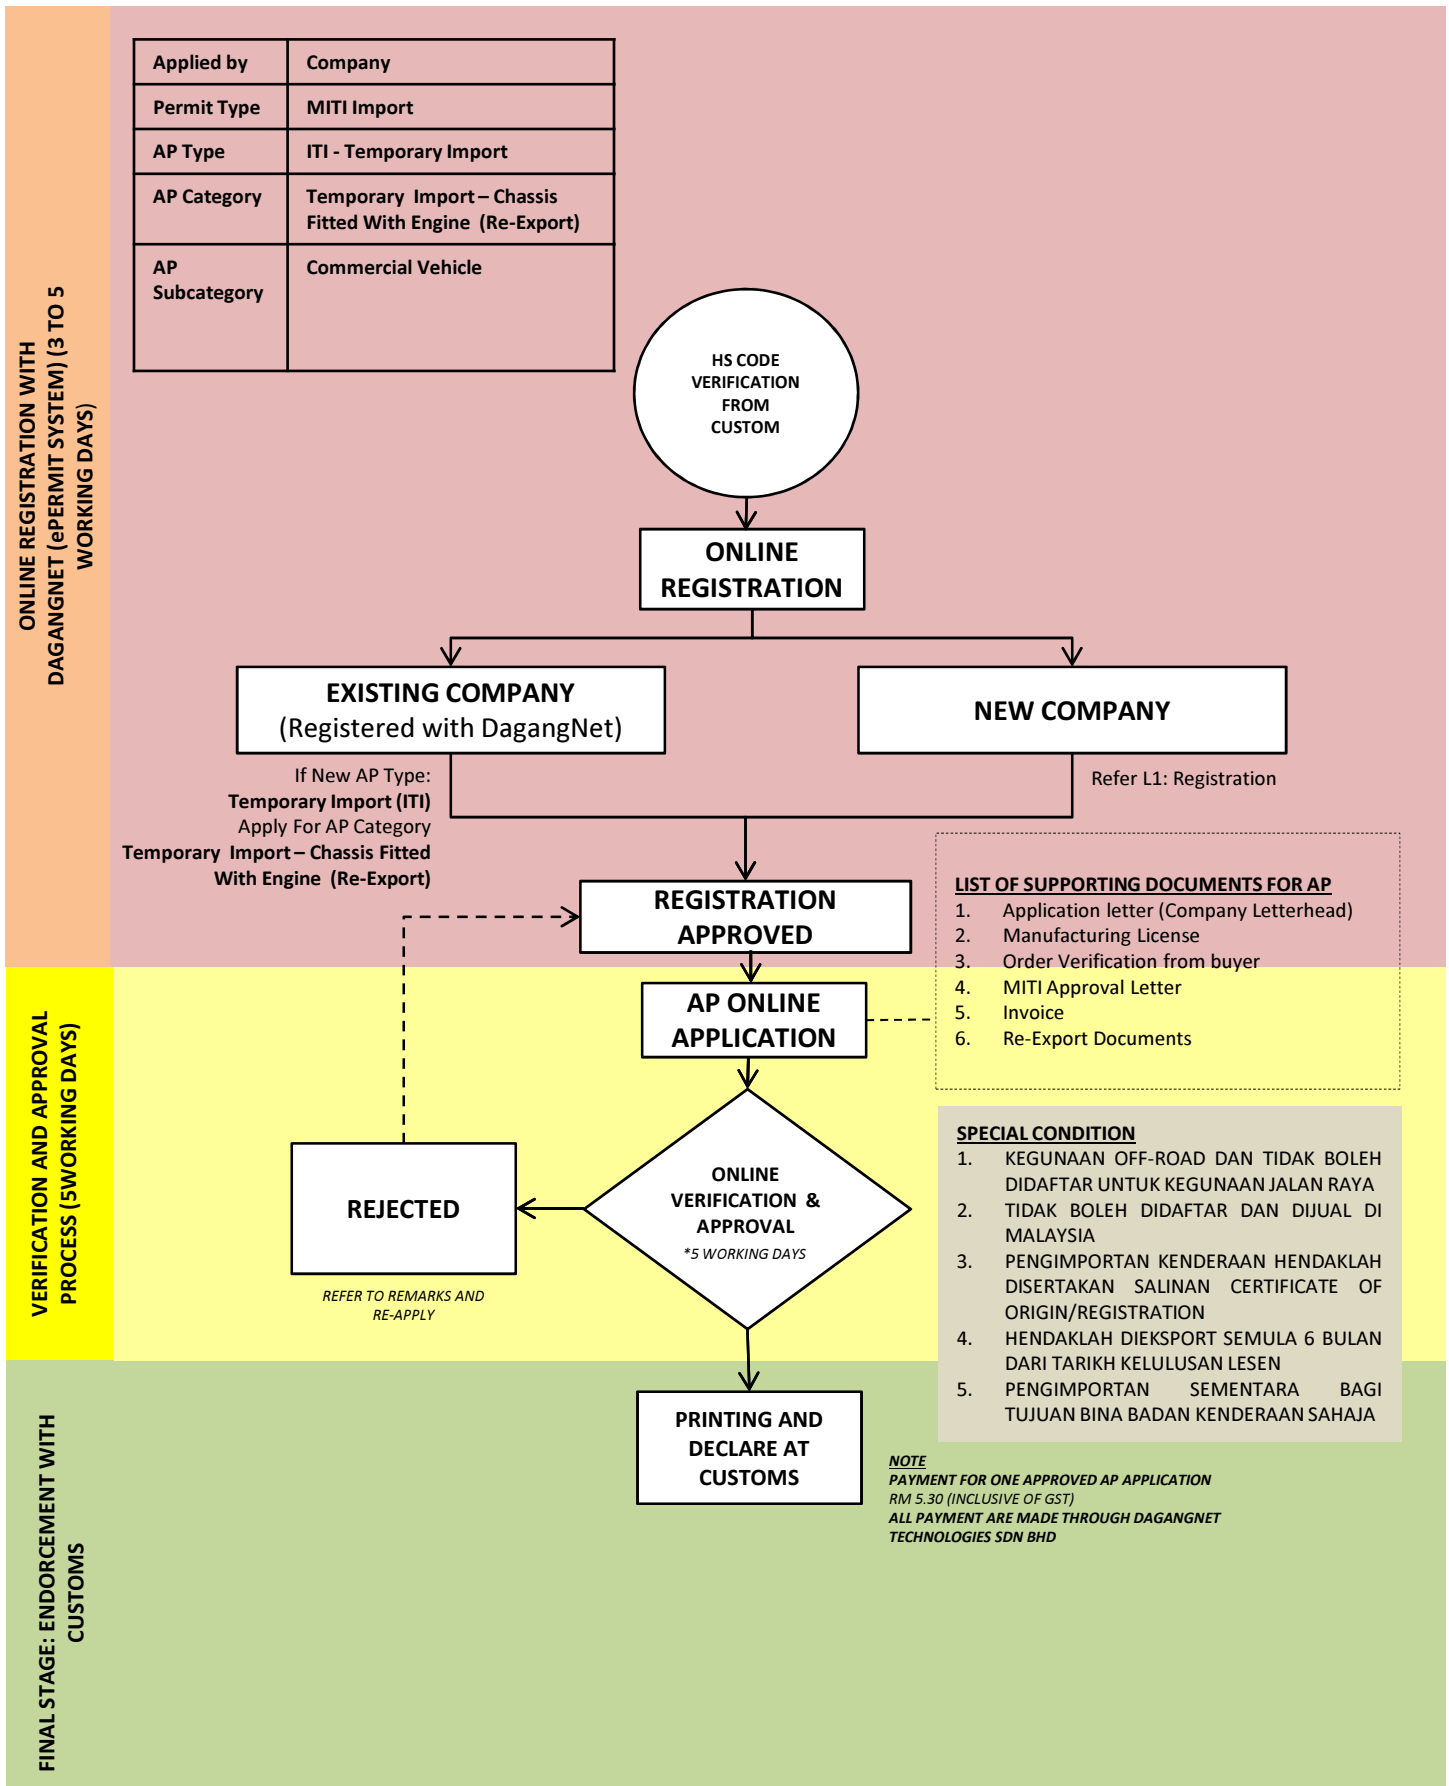 Applied by
Company
Permit Type
MITI Import
AP Type
ITI - Temporary Import
AP Category
Temporary Import – Chassis
Fitted With Engine (Re-Export)
AP
Subcategory
Commercial Vehicle
ONLINE REGISTRATION WITH
DAGANGNET (ePERMIT SYSTEM) (3 TO 5
WORKING DAYS)
HS CODE
VERIFICATION
FROM
CUSTOM
ONLINE
REGISTRATION
EXISTING COMPANY
(Registered with DagangNet)
NEW COMPANY
If New AP Type:
Temporary Import (ITI)
Apply For AP Category
Temporary Import – Chassis Fitted
With Engine (Re-Export)
Refer L1: Registration
REGISTRATION
APPROVED
LIST OF SUPPORTING DOCUMENTS FOR AP
1. Application letter (Company Letterhead)
2. Manufacturing License
3. Order Verification from buyer
4. MITI Approval Letter
5. Invoice
6. Re-Export Documents
VERIFICATION AND APPROVAL
PROCESS (5WORKING DAYS)
AP ONLINE
APPLICATION
ONLINE
VERIFICATION &
APPROVAL
*5 WORKING DAYS
REJECTED
REFER TO REMARKS AND
RE-APPLY
SPECIAL CONDITION
1. KEGUNAAN OFF-ROAD DAN TIDAK BOLEH
DIDAFTAR UNTUK KEGUNAAN JALAN RAYA
2. TIDAK BOLEH DIDAFTAR DAN DIJUAL DI
MALAYSIA
3. PENGIMPORTAN KENDERAAN HENDAKLAH
DISERTAKAN SALINAN CERTIFICATE OF
ORIGIN/REGISTRATION
4. HENDAKLAH DIEKSPORT SEMULA 6 BULAN
DARI TARIKH KELULUSAN LESEN
5. PENGIMPORTAN SEMENTARA BAGI
TUJUAN BINA BADAN KENDERAAN SAHAJA
FINAL STAGE: ENDORCEMENT WITH
CUSTOMS
PRINTING AND
DECLARE AT
CUSTOMS
NOTE
PAYMENT FOR ONE APPROVED AP APPLICATION
RM 5.30 (INCLUSIVE OF GST)
ALL PAYMENT ARE MADE THROUGH DAGANGNET
TECHNOLOGIES SDN BHD